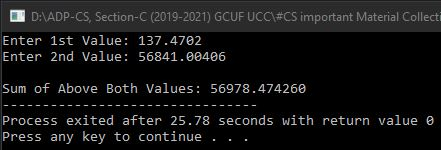 D:\ADP-CS, Section-C (2019-2021) GCUF UCC\#CS important Material Collecti
Enter 1st Value: 137.4702
Enter 2nd Value: 56841.00406
Sum of Above Both Values: 56978.474260
--------------------------------
Process exited after 25.78 seconds with return value 0
Press any key to continue . . .